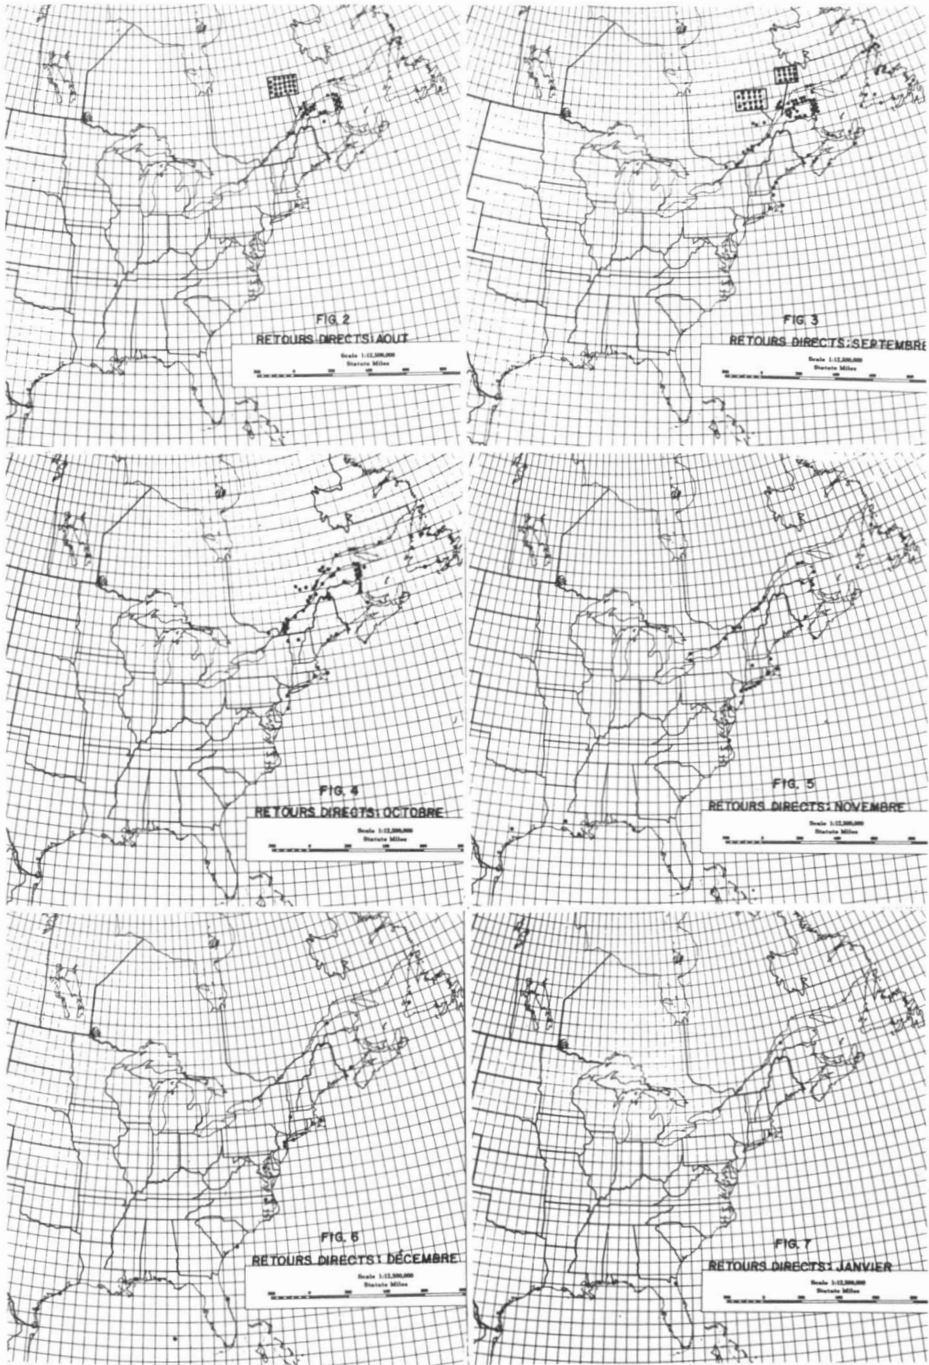 FIG. 2
RETOURS DIRECTS: AOUT
Scale 1:12,500,000
Statute Miles
FIG. 3
RETOURS DIRECTS: SEPTEMBRE
Scale 1:12,500,000
Statute Miles
FIG. 4
RETOURS DIRECTS: OCTOBRE
Scale 1:12,500,000
Statute Miles
FIG. 5
RETOURS DIRECTS: NOVEMBRE
Scale 1:12,500,000
Statute Miles
FIG. 6
RETOURS DIRECTS: DÉCEMBRE
Scale 1:12,500,000
Statute Miles
FIG. 7
RETOURS DIRECTS: JANVIER
Scale 1:12,500,000
Statute Miles